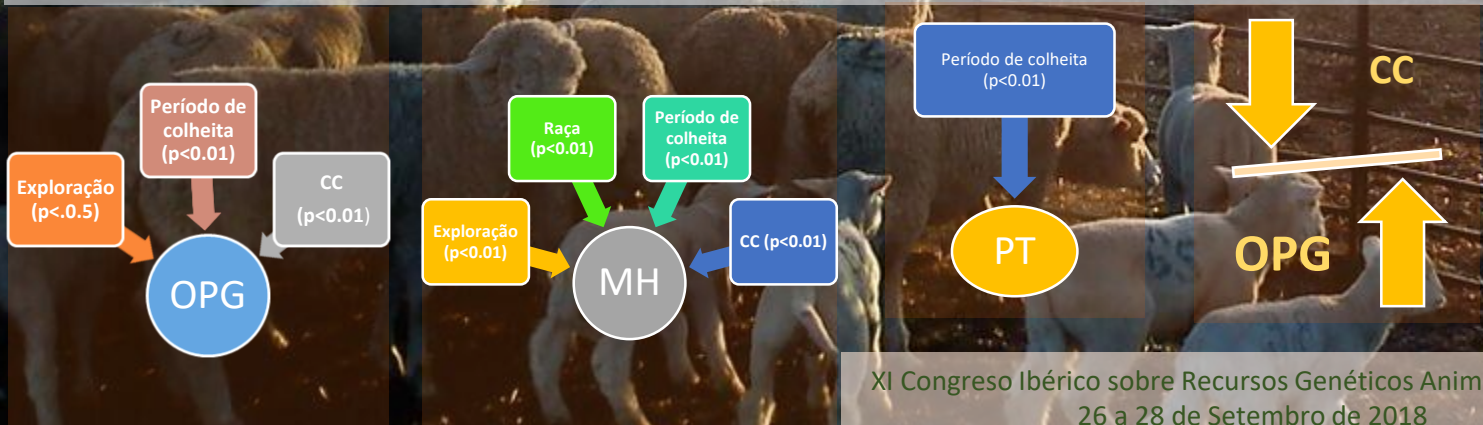 Exploração
(p<.0.5)
Período de
colheita
(p<0.01)
CC
(p<0.01)
OPG
Exploração
(p<0.01)
Raça
(p<0.01)
Período de
colheita
(p<0.01)
CC (p<0.01)
MH
Período de colheita
(p<0.01)
PT
CC
OPG
XI Congreso Ibérico sobre Recursos Genéticos Anim
26 a 28 de Setembro de 2018